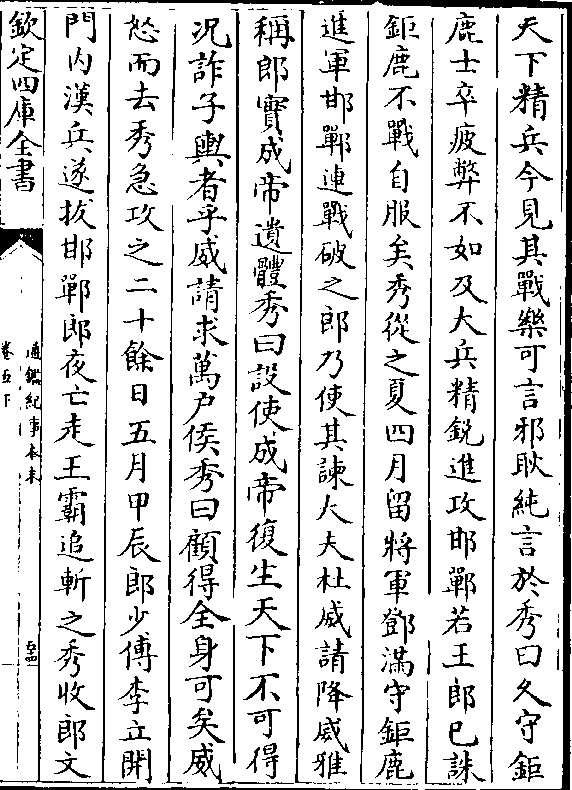 天下精兵今見其戰樂可言邪耿純言於秀曰久守鉅
鹿士卒疲弊不如及大兵精鋭進攻邯鄲若王郎已誅
鉅鹿不戰自服矣秀從之夏四月留將軍鄧滿守鉅鹿
進軍邯鄲連戰破之郎乃使其諫大夫杜威請降威雅
稱郎實成帝遺體秀曰設使成帝復生天下不可得
況詐子輿者乎威請求萬户侯秀曰顧得全身可矣威
怒而去秀急攻之二十餘日五月甲辰郎少傅李立開
門内漢兵遂拔邯鄲郎夜亡走王霸追斬之秀收郎文
欽定四庫全書
通鑑紀事本末
卷五下
五十四